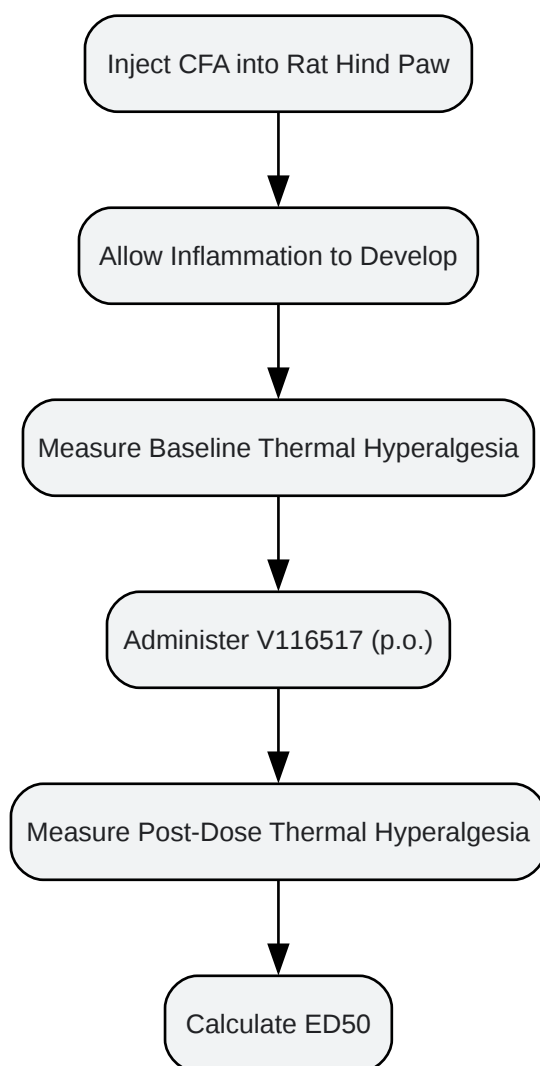 Inject CFA into Rat Hind Paw
Allow Inflammation to Develop
Measure Baseline Thermal Hyperalgesia
Administer V116517 (p.o.)
Measure Post-Dose Thermal Hyperalgesia
Calculate ED50